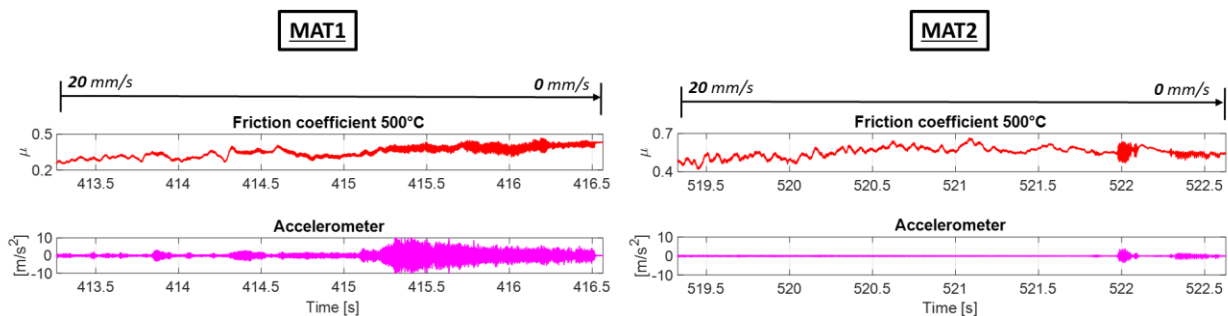 MAT1
20 mm/s
0 mm/s
Friction coefficient 500°C
0.5
μ
0.2
413.5 414 414.5 415 415.5 416 416.5
Accelerometer
10
[m/s²] 0
-10
413.5 414 414.5 415 415.5 416 416.5
Time [s]
MAT2
20 mm/s
0 mm/s
Friction coefficient 500°C
0.7
μ
0.4
519.5 520 520.5 521 521.5 522 522.5
Accelerometer
10
[m/s²] 0
-10
519.5 520 520.5 521 521.5 522 522.5
Time [s]